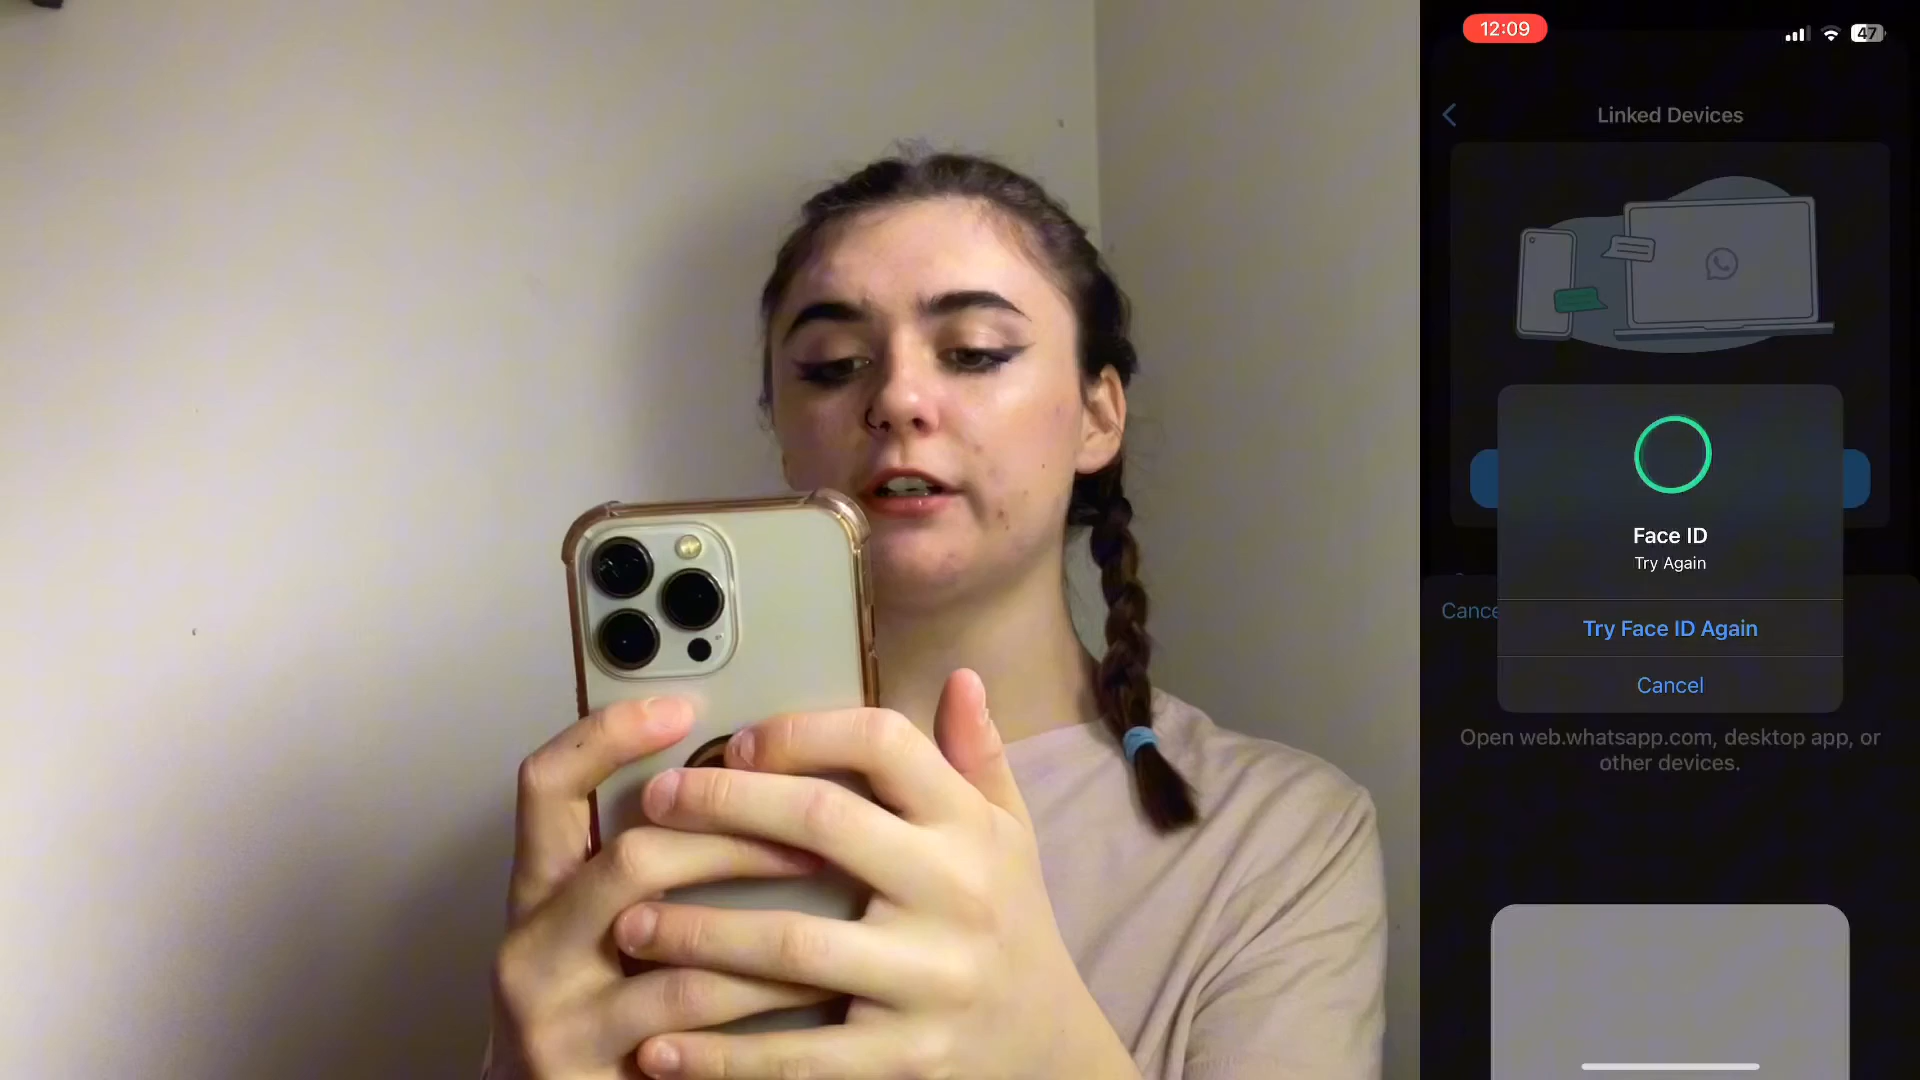 12:09
47
Linked Devices
Face ID
Try Again
Try Face ID Again
Cancel
Open web.whatsapp.com, desktop app, or
other devices.